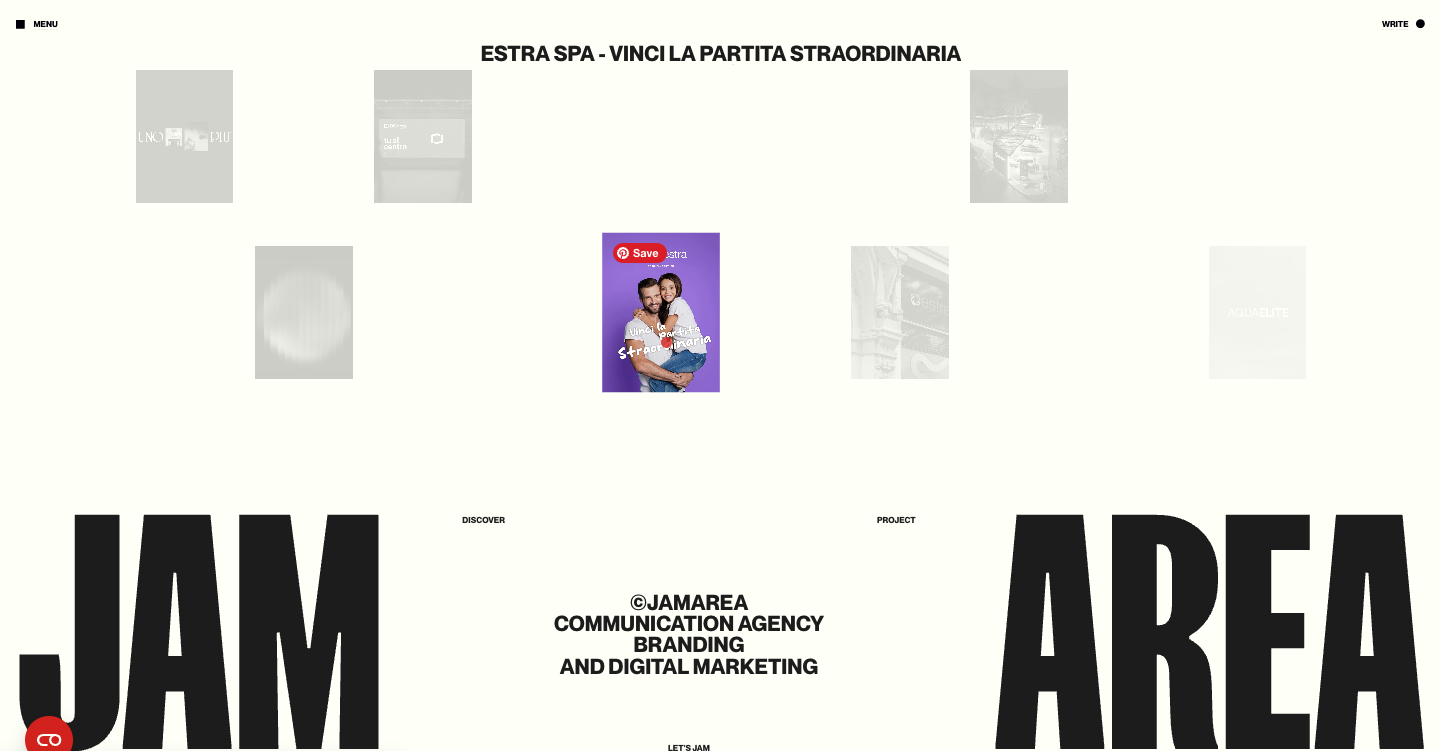 MENU
WRITE
ESTRA SPA - VINCI LA PARTITA STRAORDINARIA
UNO
Save
estra
Vinci la
partita
Straordinaria
estra
AQUAELITE
DISCOVER
PROJECT
JAM
AREA
©JAMAREA
COMMUNICATION AGENCY
BRANDING
AND DIGITAL MARKETING
LET'S JAM